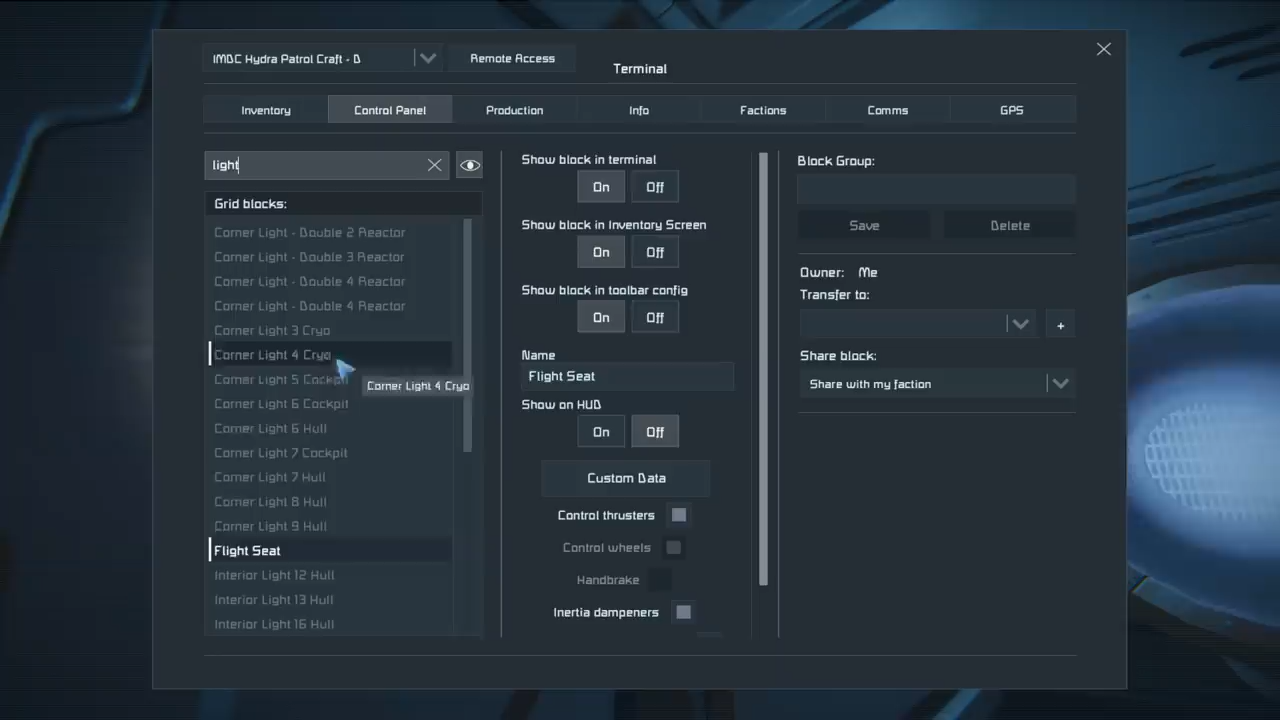 IMDC Hydra Patrol Craft - D
Remote Access
Terminal
Inventory
Control Panel
Production
Info
Factions
Comms
GPS
light
Grid blocks:
Corner Light - Double 2 Reactor
Corner Light - Double 3 Reactor
Corner Light - Double 4 Reactor
Corner Light - Double 4 Reactor
Corner Light 3 Cryo
Corner Light 4 Cryo
Corner Light 5 Cockpit
Corner Light 4 Cryo
Corner Light 6 Cockpit
Corner Light 6 Hull
Corner Light 7 Cockpit
Corner Light 7 Hull
Corner Light 8 Hull
Corner Light 9 Hull
Flight Seat
Interior Light 12 Hull
Interior Light 13 Hull
Interior Light 16 Hull
Show block in terminal
On Off
Show block in Inventory Screen
On Off
Show block in toolbar config
On Off
Name
Flight Seat
Show on HUD
On Off
Custom Data
Control thrusters
Control wheels
Handbrake
Inertia dampeners
Block Group:
Save
Delete
Owner: Me
Transfer to:
+
Share block:
Share with my faction